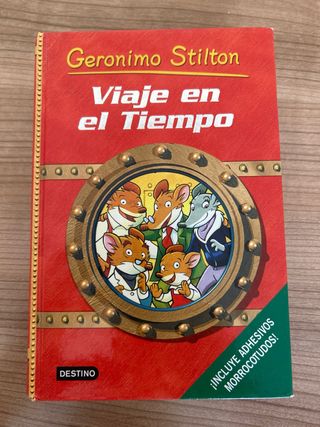 Geronimo Stilton
Viaje en
el Tiempo
¡INCLUYE ADHESIVOS
MORROCOTUDOS!
DESTINO